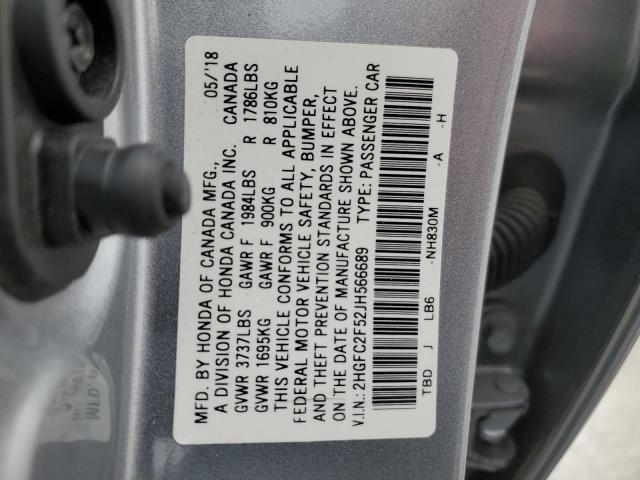 MFD. BY HONDA OF CANADA MFG., 05/'18
A DIVISION OF HONDA CANADA INC. CANADA
GVWR 3737LBS GAWR F 1984LBS R 1786LBS
GVWR 1695KG GAWR F 900KG R 810KG
THIS VEHICLE CONFORMS TO ALL APPLICABLE
FEDERAL MOTOR VEHICLE SAFETY, BUMPER,
AND THEFT PREVENTION STANDARDS IN EFFECT
ON THE DATE OF MANUFACTURE SHOWN ABOVE.
V.I.N.: 2HGFC2F52JH566689 TYPE: PASSENGER CAR
TBD J LB6 -NH830M -A -H